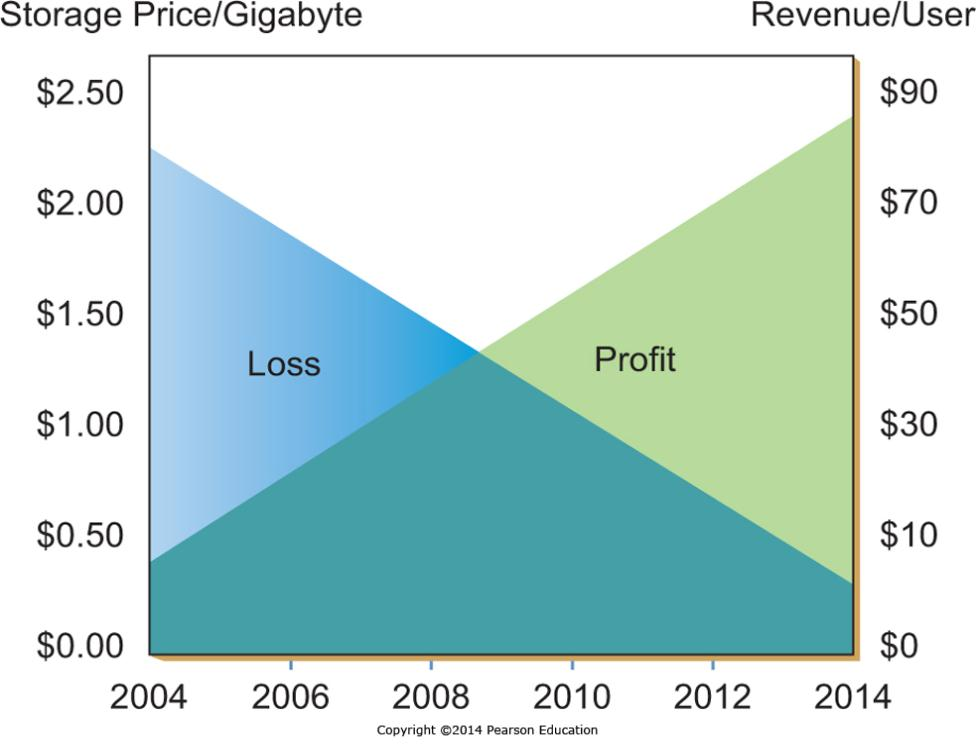 Storage Price/Gigabyte Revenue/User
$2.50 $90
$2.00 $70
$1.50 $50
Loss Profit
$1.00 $30
$0.50 $10
$0.00 $0
2004 2006 2008 2010 2012 2014
Copyright ©2014 Pearson Education